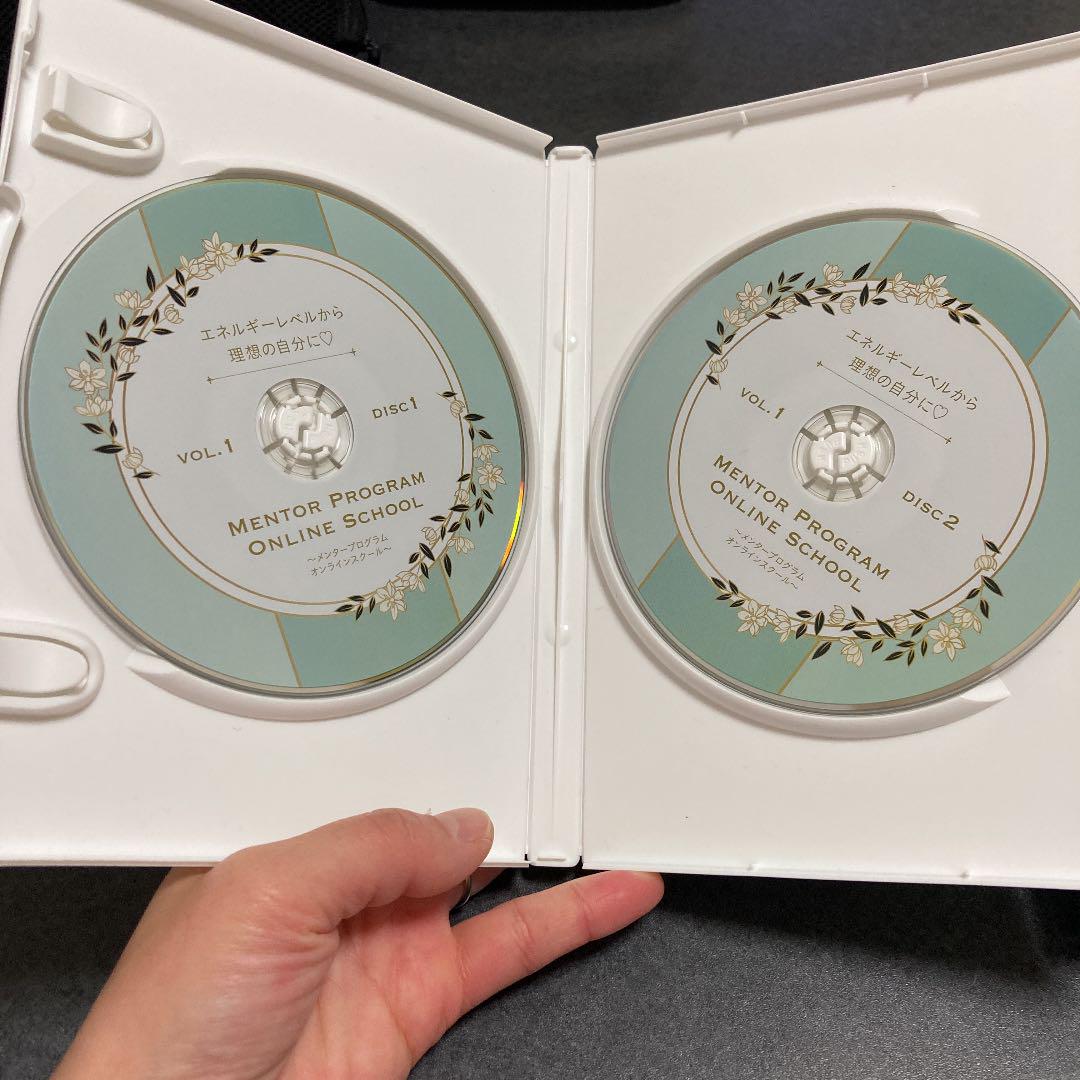 エネルギーレベルから
理想の自分に♡
VOL.1
DISC1
MENTOR PROGRAM
ONLINE SCHOOL
～メンタープログラム
オンラインスクール～
エネルギーレベルから
理想の自分に♡
VOL.1
DISC2
MENTOR PROGRAM
ONLINE SCHOOL
～メンタープログラム
オンラインスクール～